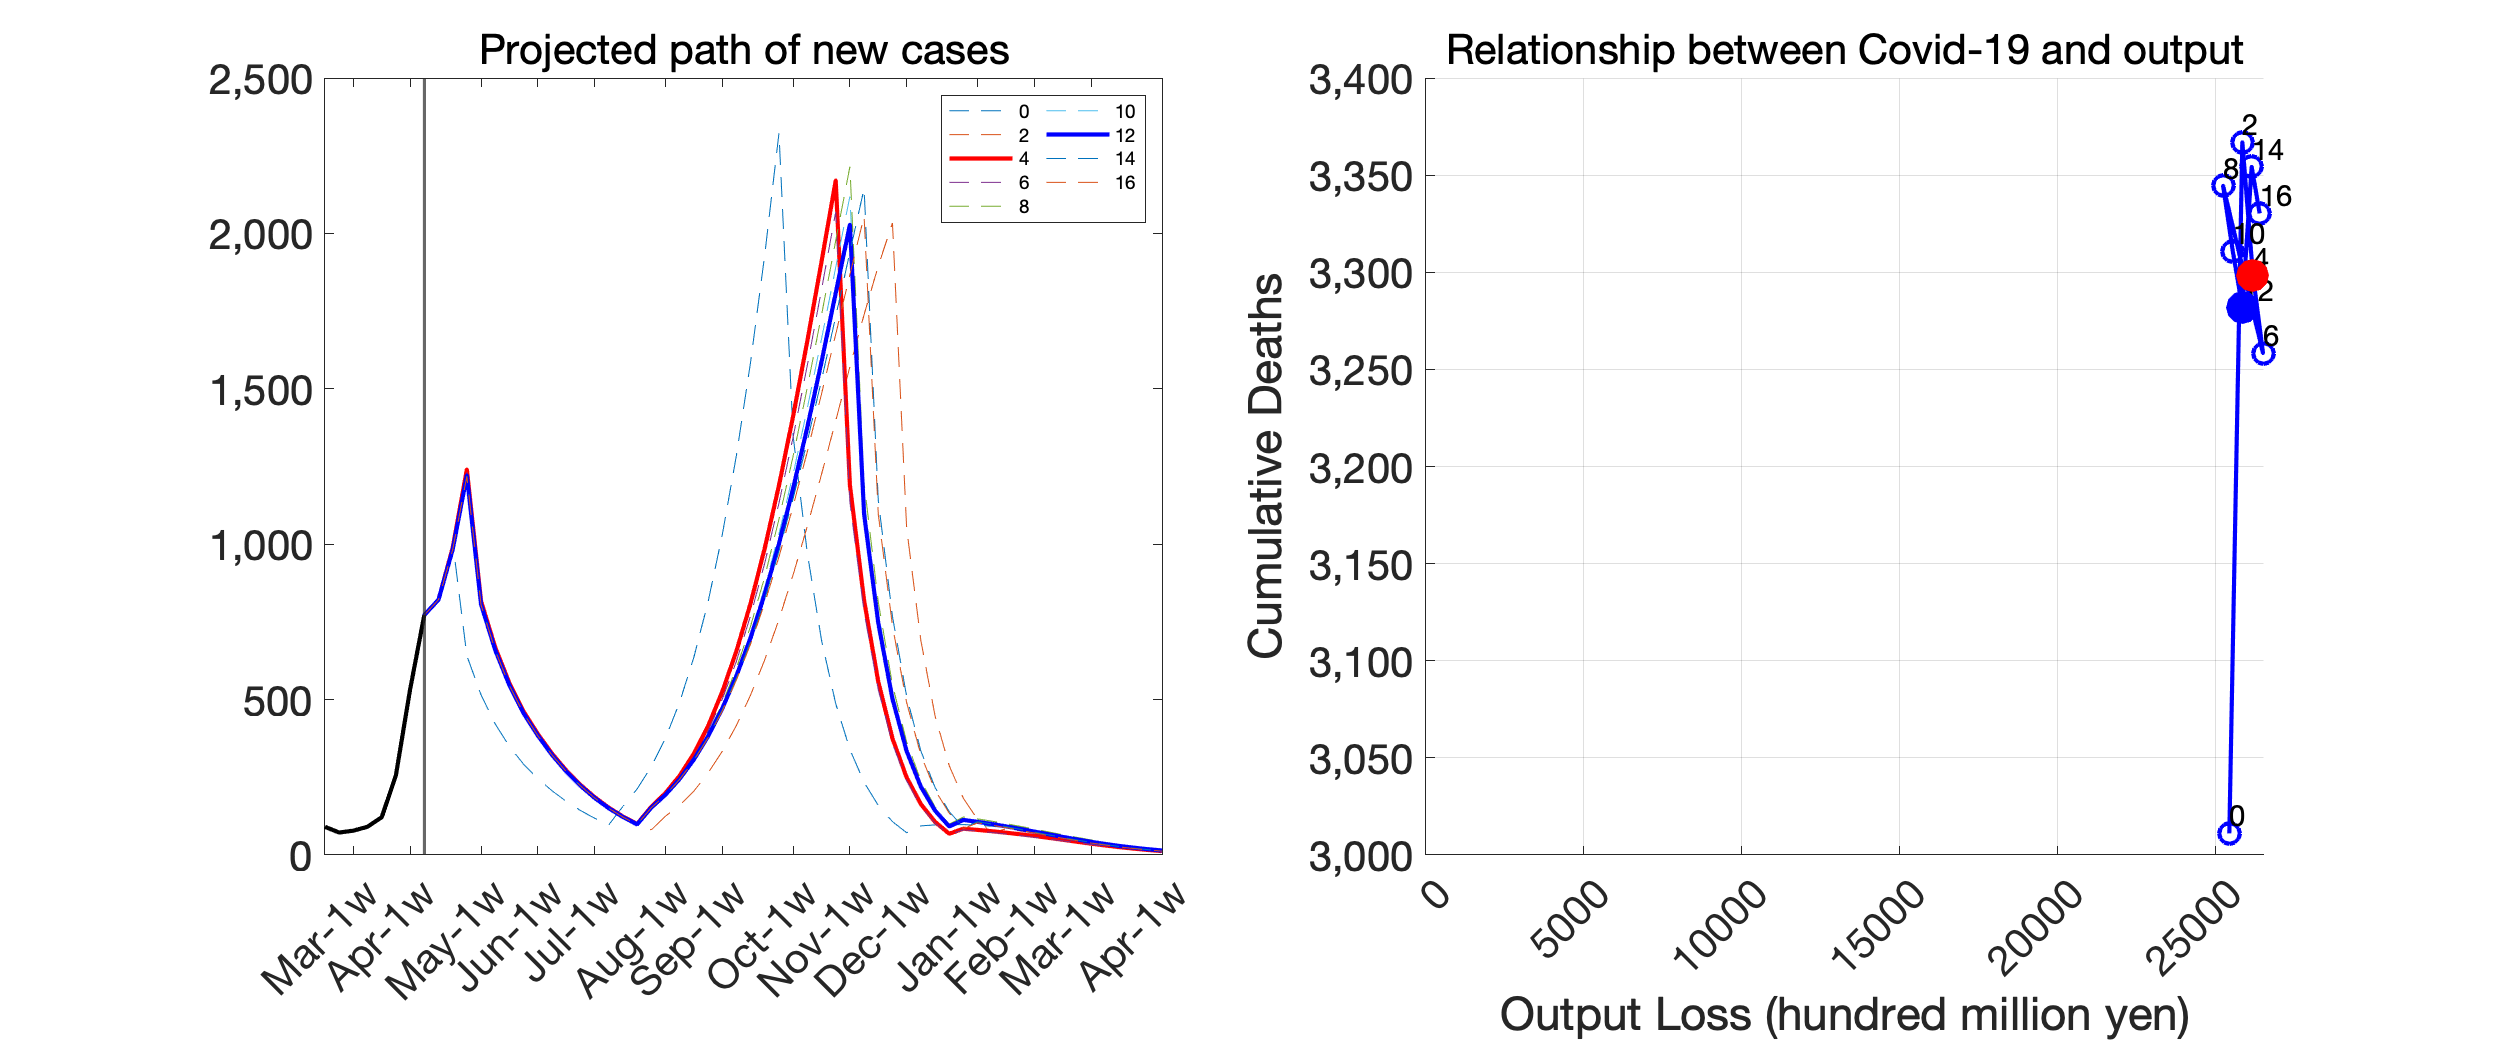 Projected path of new cases
2,500
2,000
1,500
1,000
500
0
0
2
4
6
8
10
12
14
16
Mar-1w
Apr-1w
May-1w
Jun-1w
Jul-1w
Aug-1w
Sep-1w
Oct-1w
Nov-1w
Dec-1w
Jan-1w
Feb-1w
Mar-1w
Apr-1w
Relationship between Covid-19 and output
Cumulative Deaths
3,400
3,350
3,300
3,250
3,200
3,150
3,100
3,050
3,000
2
14
8
16
10
4
2
6
0
0
5000
10000
15000
20000
25000
Output Loss (hundred million yen)